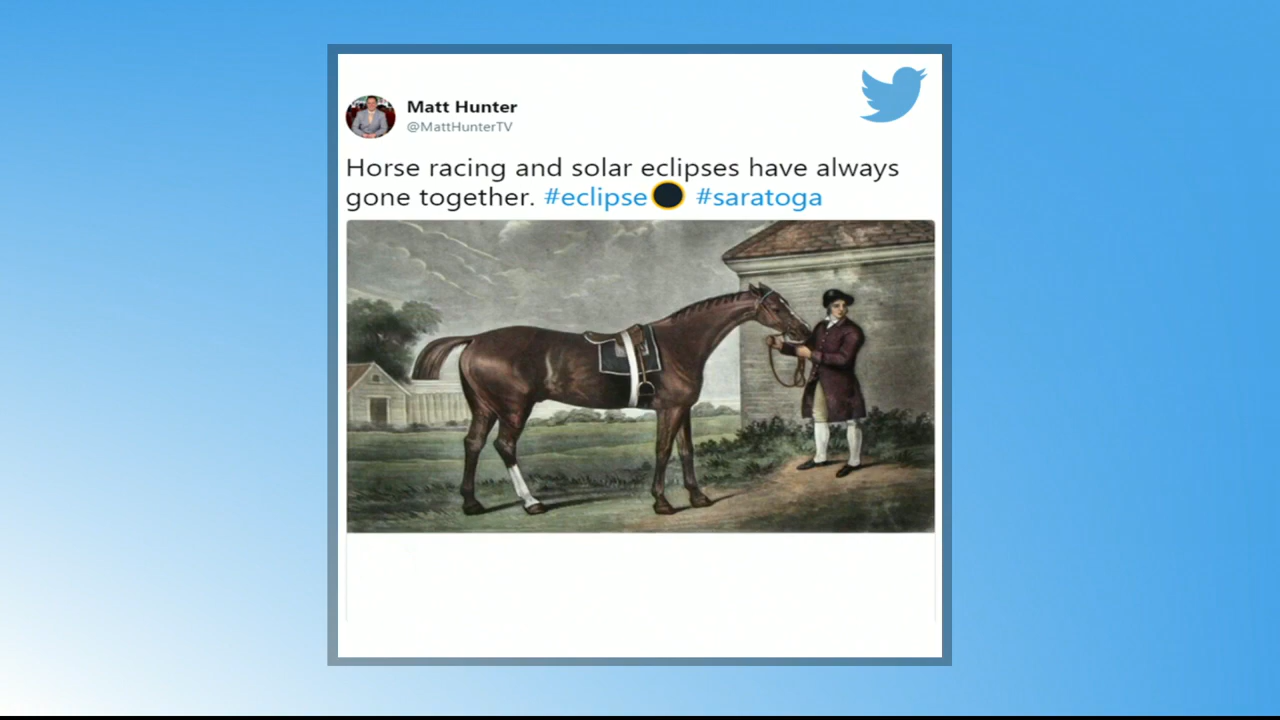 Matt Hunter
@MattHunterTV
Horse racing and solar eclipses have always
gone together. #eclipse #saratoga